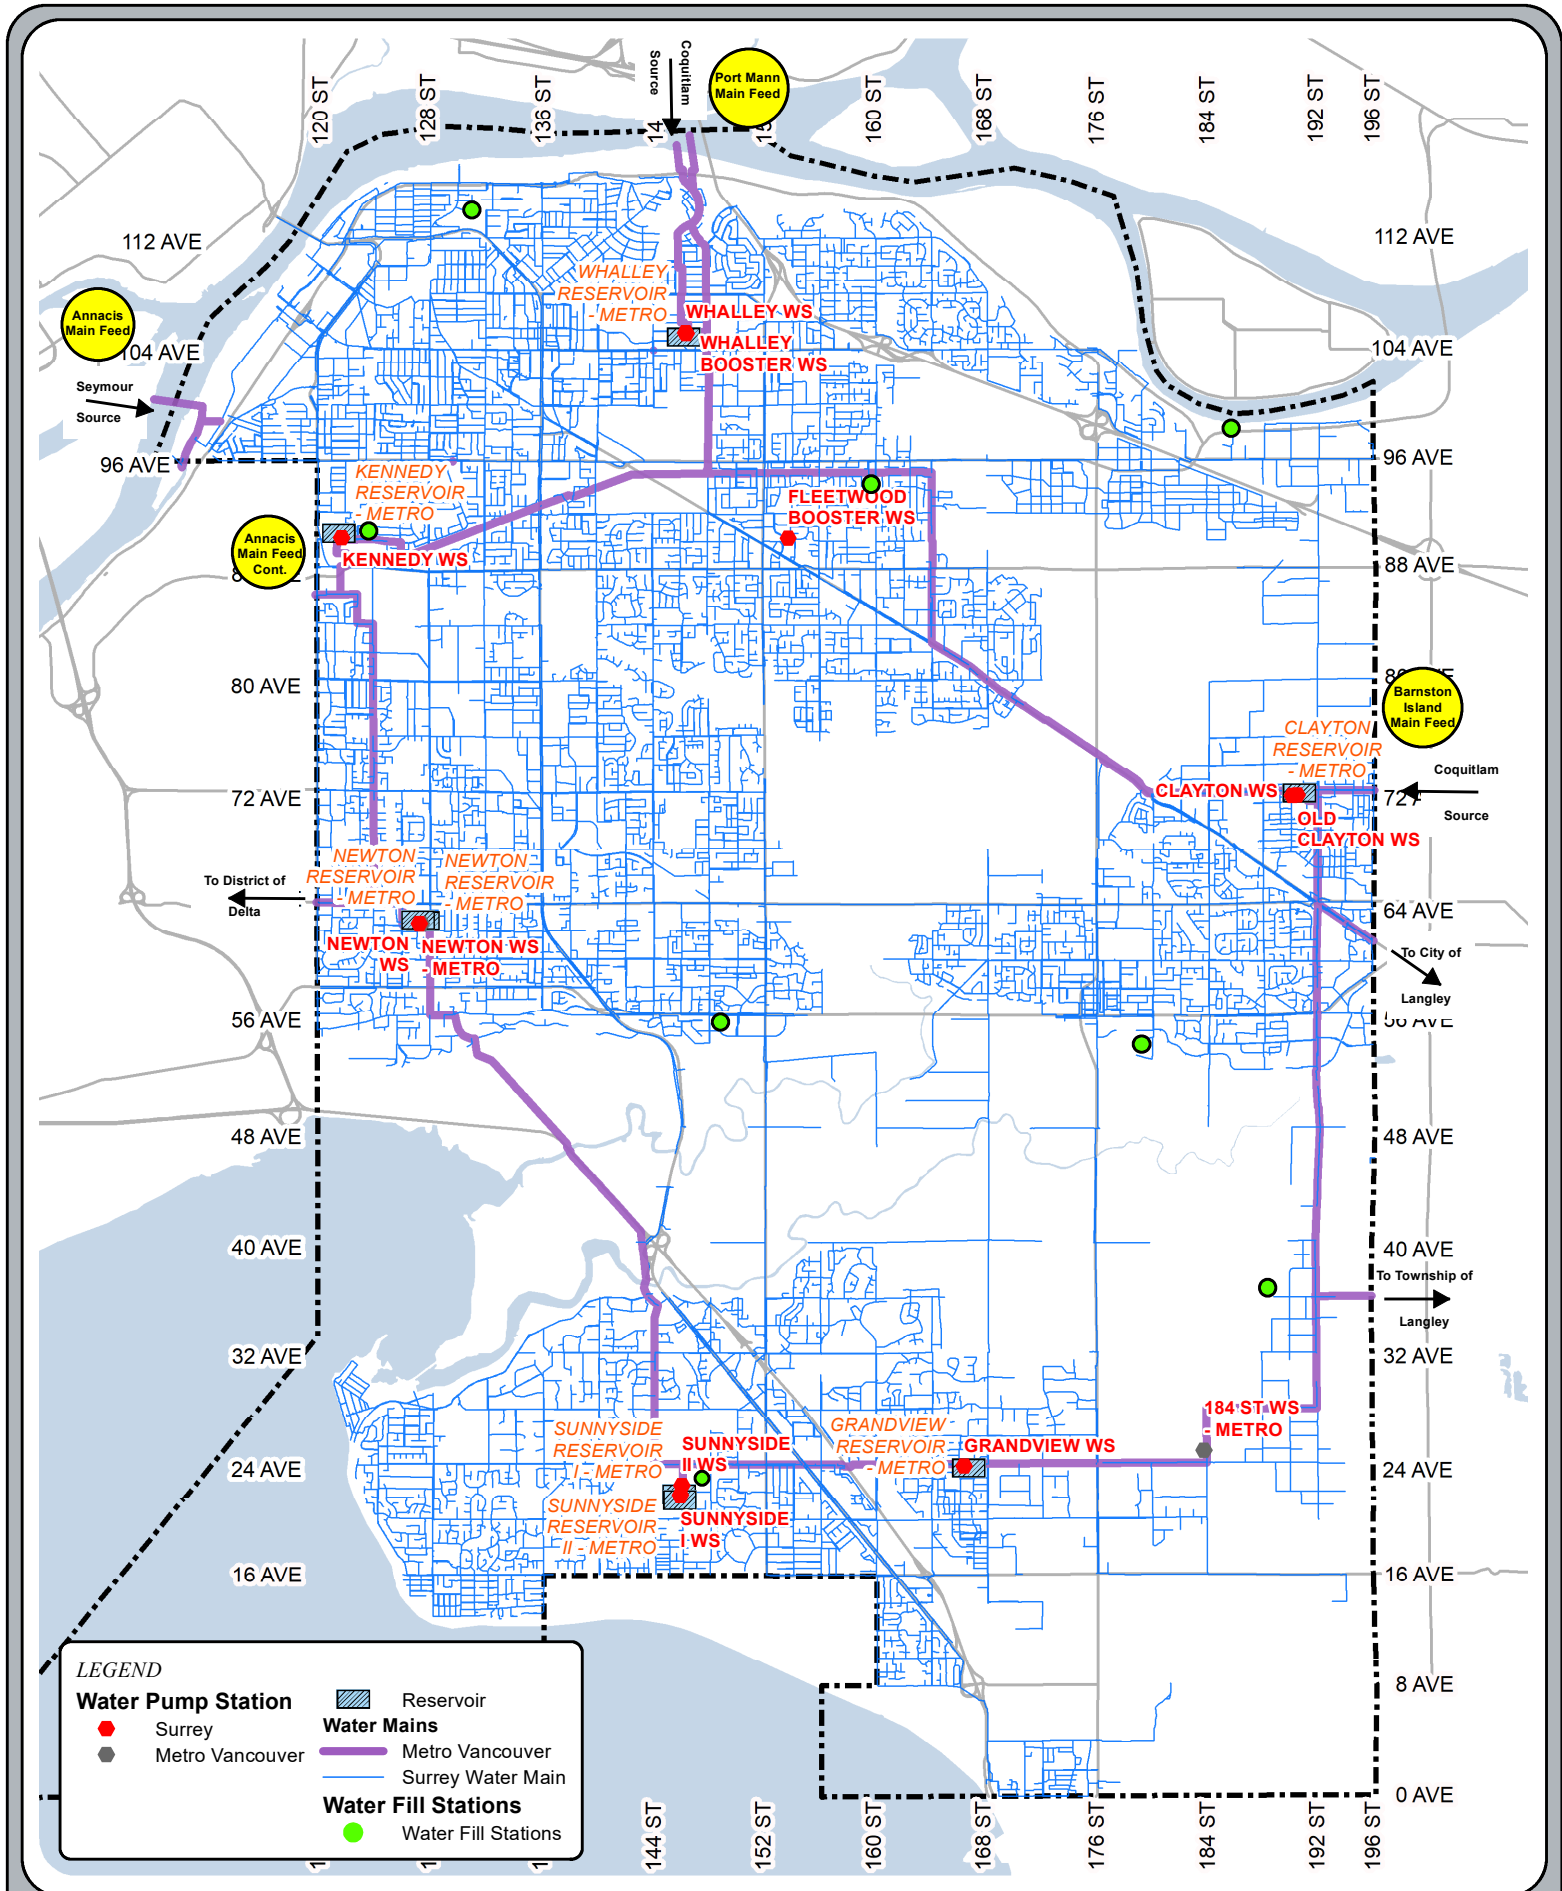 Coquitlam
Source
Port Mann
Main Feed
120 ST
128 ST
136 ST
14
15
160 ST
168 ST
176 ST
184 ST
192 ST
196 ST
112 AVE
112 AVE
WHALLEY
RESERVOIR
- METRO
WHALLEY WS
WHALLEY
BOOSTER WS
Annacis
Main Feed
104 AVE
104 AVE
Seymour
Source
96 AVE
96 AVE
KENNEDY
RESERVOIR
- METRO
KENNEDY WS
FLEETWOOD
BOOSTER WS
Annacis
Main Feed
Cont.
88 AVE
80 AVE
Barnston
Island
Main Feed
CLAYTON
RESERVOIR
- METRO
Coquitlam
Source
72 AVE
72
CLAYTON WS
OLD
CLAYTON WS
NEWTON
RESERVOIR
- METRO
NEWTON
RESERVOIR
- METRO
To District of
Delta
NEWTON
WS
NEWTON WS
- METRO
64 AVE
To City of
Langley
56 AVE
56 AVE
48 AVE
48 AVE
40 AVE
40 AVE
To Township of
Langley
32 AVE
32 AVE
184 ST WS
- METRO
SUNNYSIDE
RESERVOIR
I - METRO
SUNNYSIDE
II WS
GRANDVIEW
RESERVOIR
- METRO
GRANDVIEW WS
24 AVE
24 AVE
SUNNYSIDE
RESERVOIR
II - METRO
SUNNYSIDE
I WS
16 AVE
16 AVE
8 AVE
0 AVE
LEGEND
Water Pump Station
Surrey
Metro Vancouver
Reservoir
Water Mains
Metro Vancouver
Surrey Water Main
Water Fill Stations
Water Fill Stations
144 ST
152 ST
160 ST
168 ST
176 ST
184 ST
192 ST
196 ST